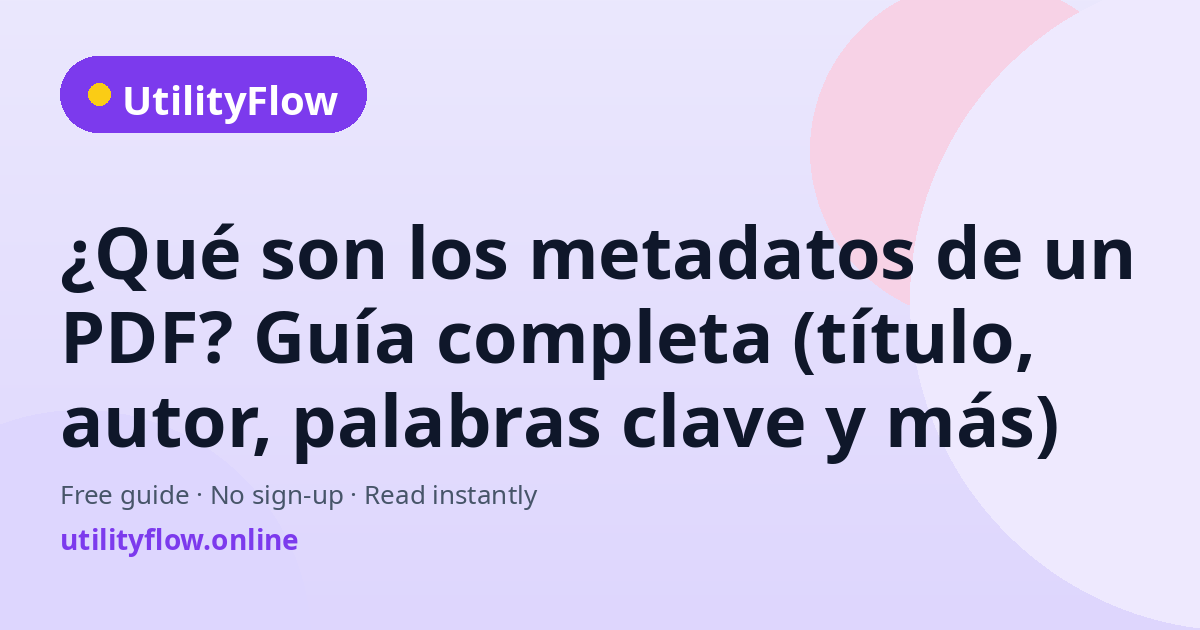 UtilityFlow
¿Qué son los metadatos de un
PDF? Guía completa (título,
autor, palabras clave y más)
Free guide · No sign-up · Read instantly
utilityflow.online